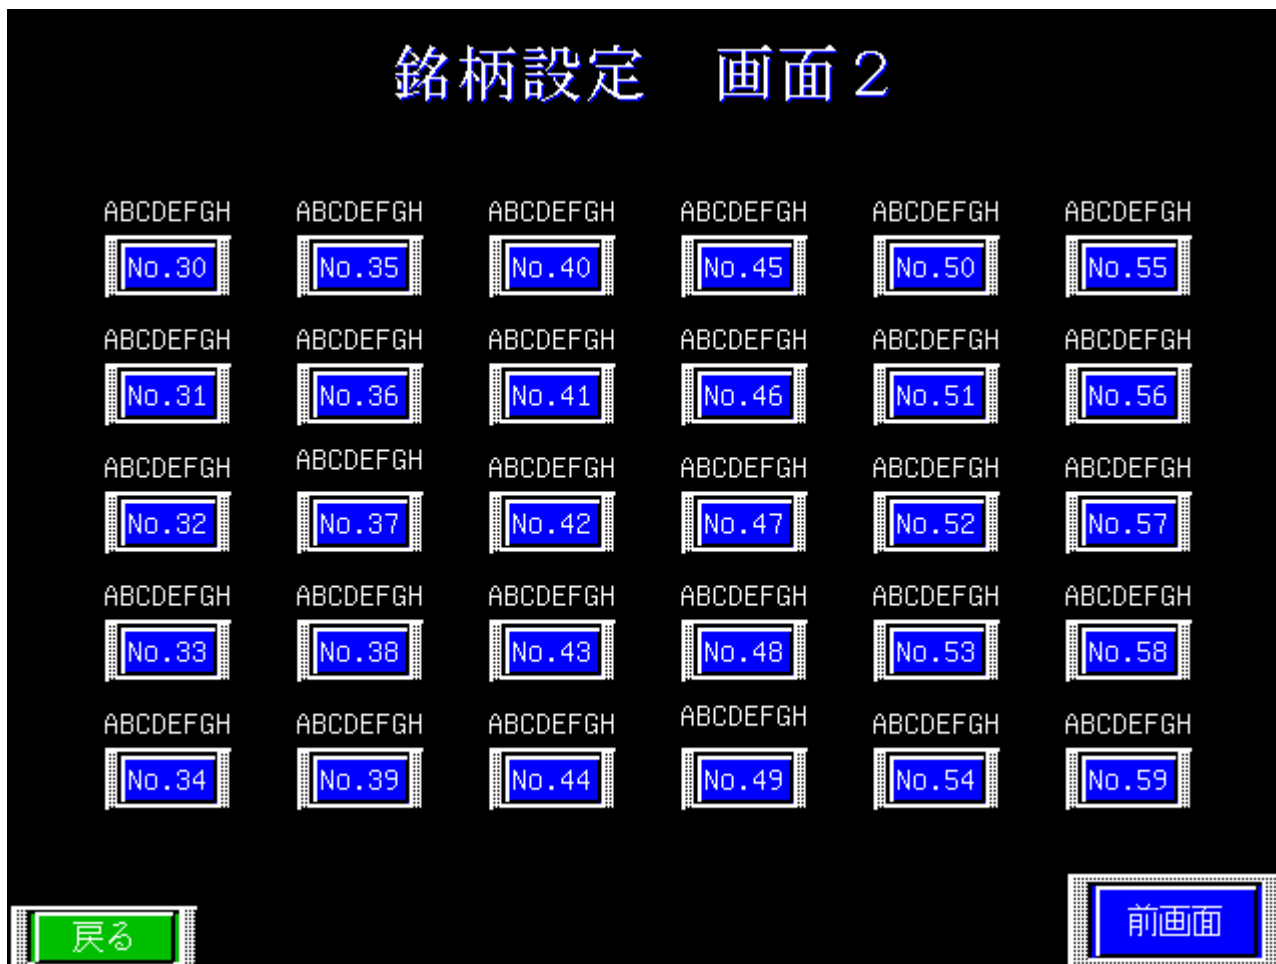 銘柄設定　画面２
ABCDEFGH ABCDEFGH ABCDEFGH ABCDEFGH ABCDEFGH ABCDEFGH
No.30 No.35 No.40 No.45 No.50 No.55
ABCDEFGH ABCDEFGH ABCDEFGH ABCDEFGH ABCDEFGH ABCDEFGH
No.31 No.36 No.41 No.46 No.51 No.56
ABCDEFGH ABCDEFGH ABCDEFGH ABCDEFGH ABCDEFGH ABCDEFGH
No.32 No.37 No.42 No.47 No.52 No.57
ABCDEFGH ABCDEFGH ABCDEFGH ABCDEFGH ABCDEFGH ABCDEFGH
No.33 No.38 No.43 No.48 No.53 No.58
ABCDEFGH ABCDEFGH ABCDEFGH ABCDEFGH ABCDEFGH ABCDEFGH
No.34 No.39 No.44 No.49 No.54 No.59
戻る 前画面